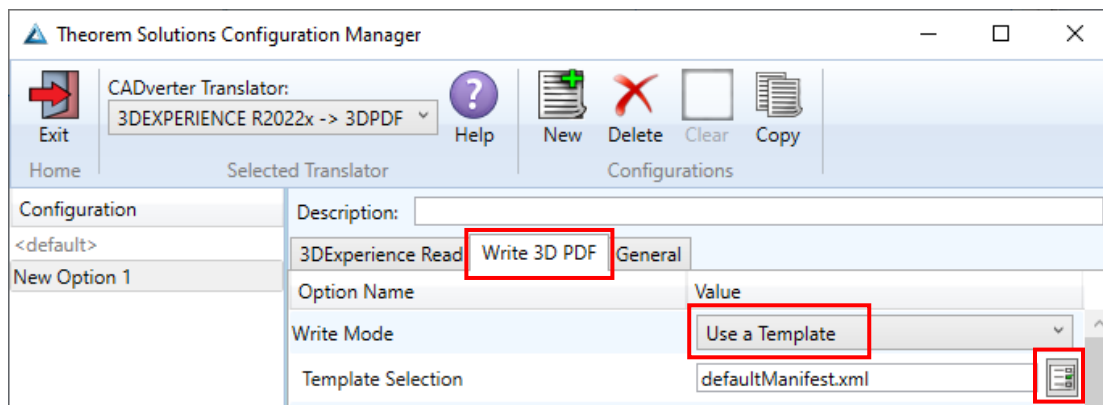 Theorem Solutions Configuration Manager
CADverter Translator:
3DEXPERIENCE R2022x -> 3DPDF
Exit
Help
New
Delete
Clear
Copy
Home
Selected Translator
Configurations
Configuration
Description:
<default>
3DExperience Read
Write 3D PDF
General
New Option 1
Option Name
Value
Write Mode
Use a Template
Template Selection
defaultManifest.xml